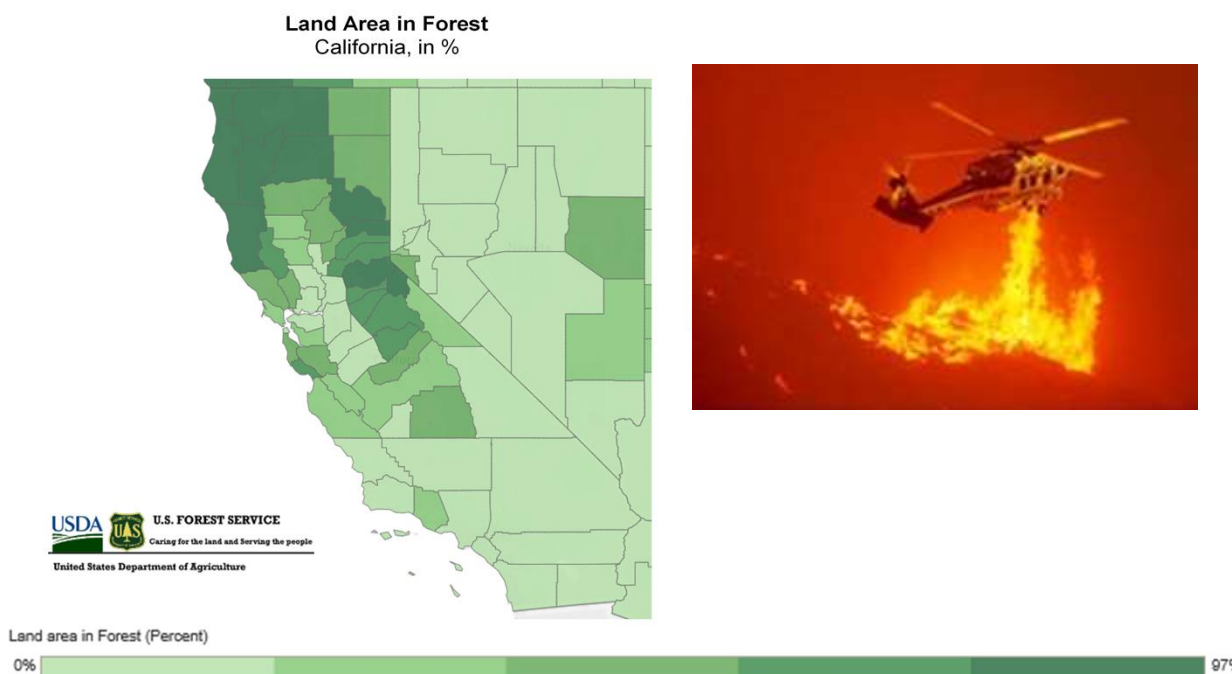 Land Area in Forest
California, in %
USDA
U.S. FOREST SERVICE
Caring for the land and Serving the people
United States Department of Agriculture
Land area in Forest (Percent)
0%
97%